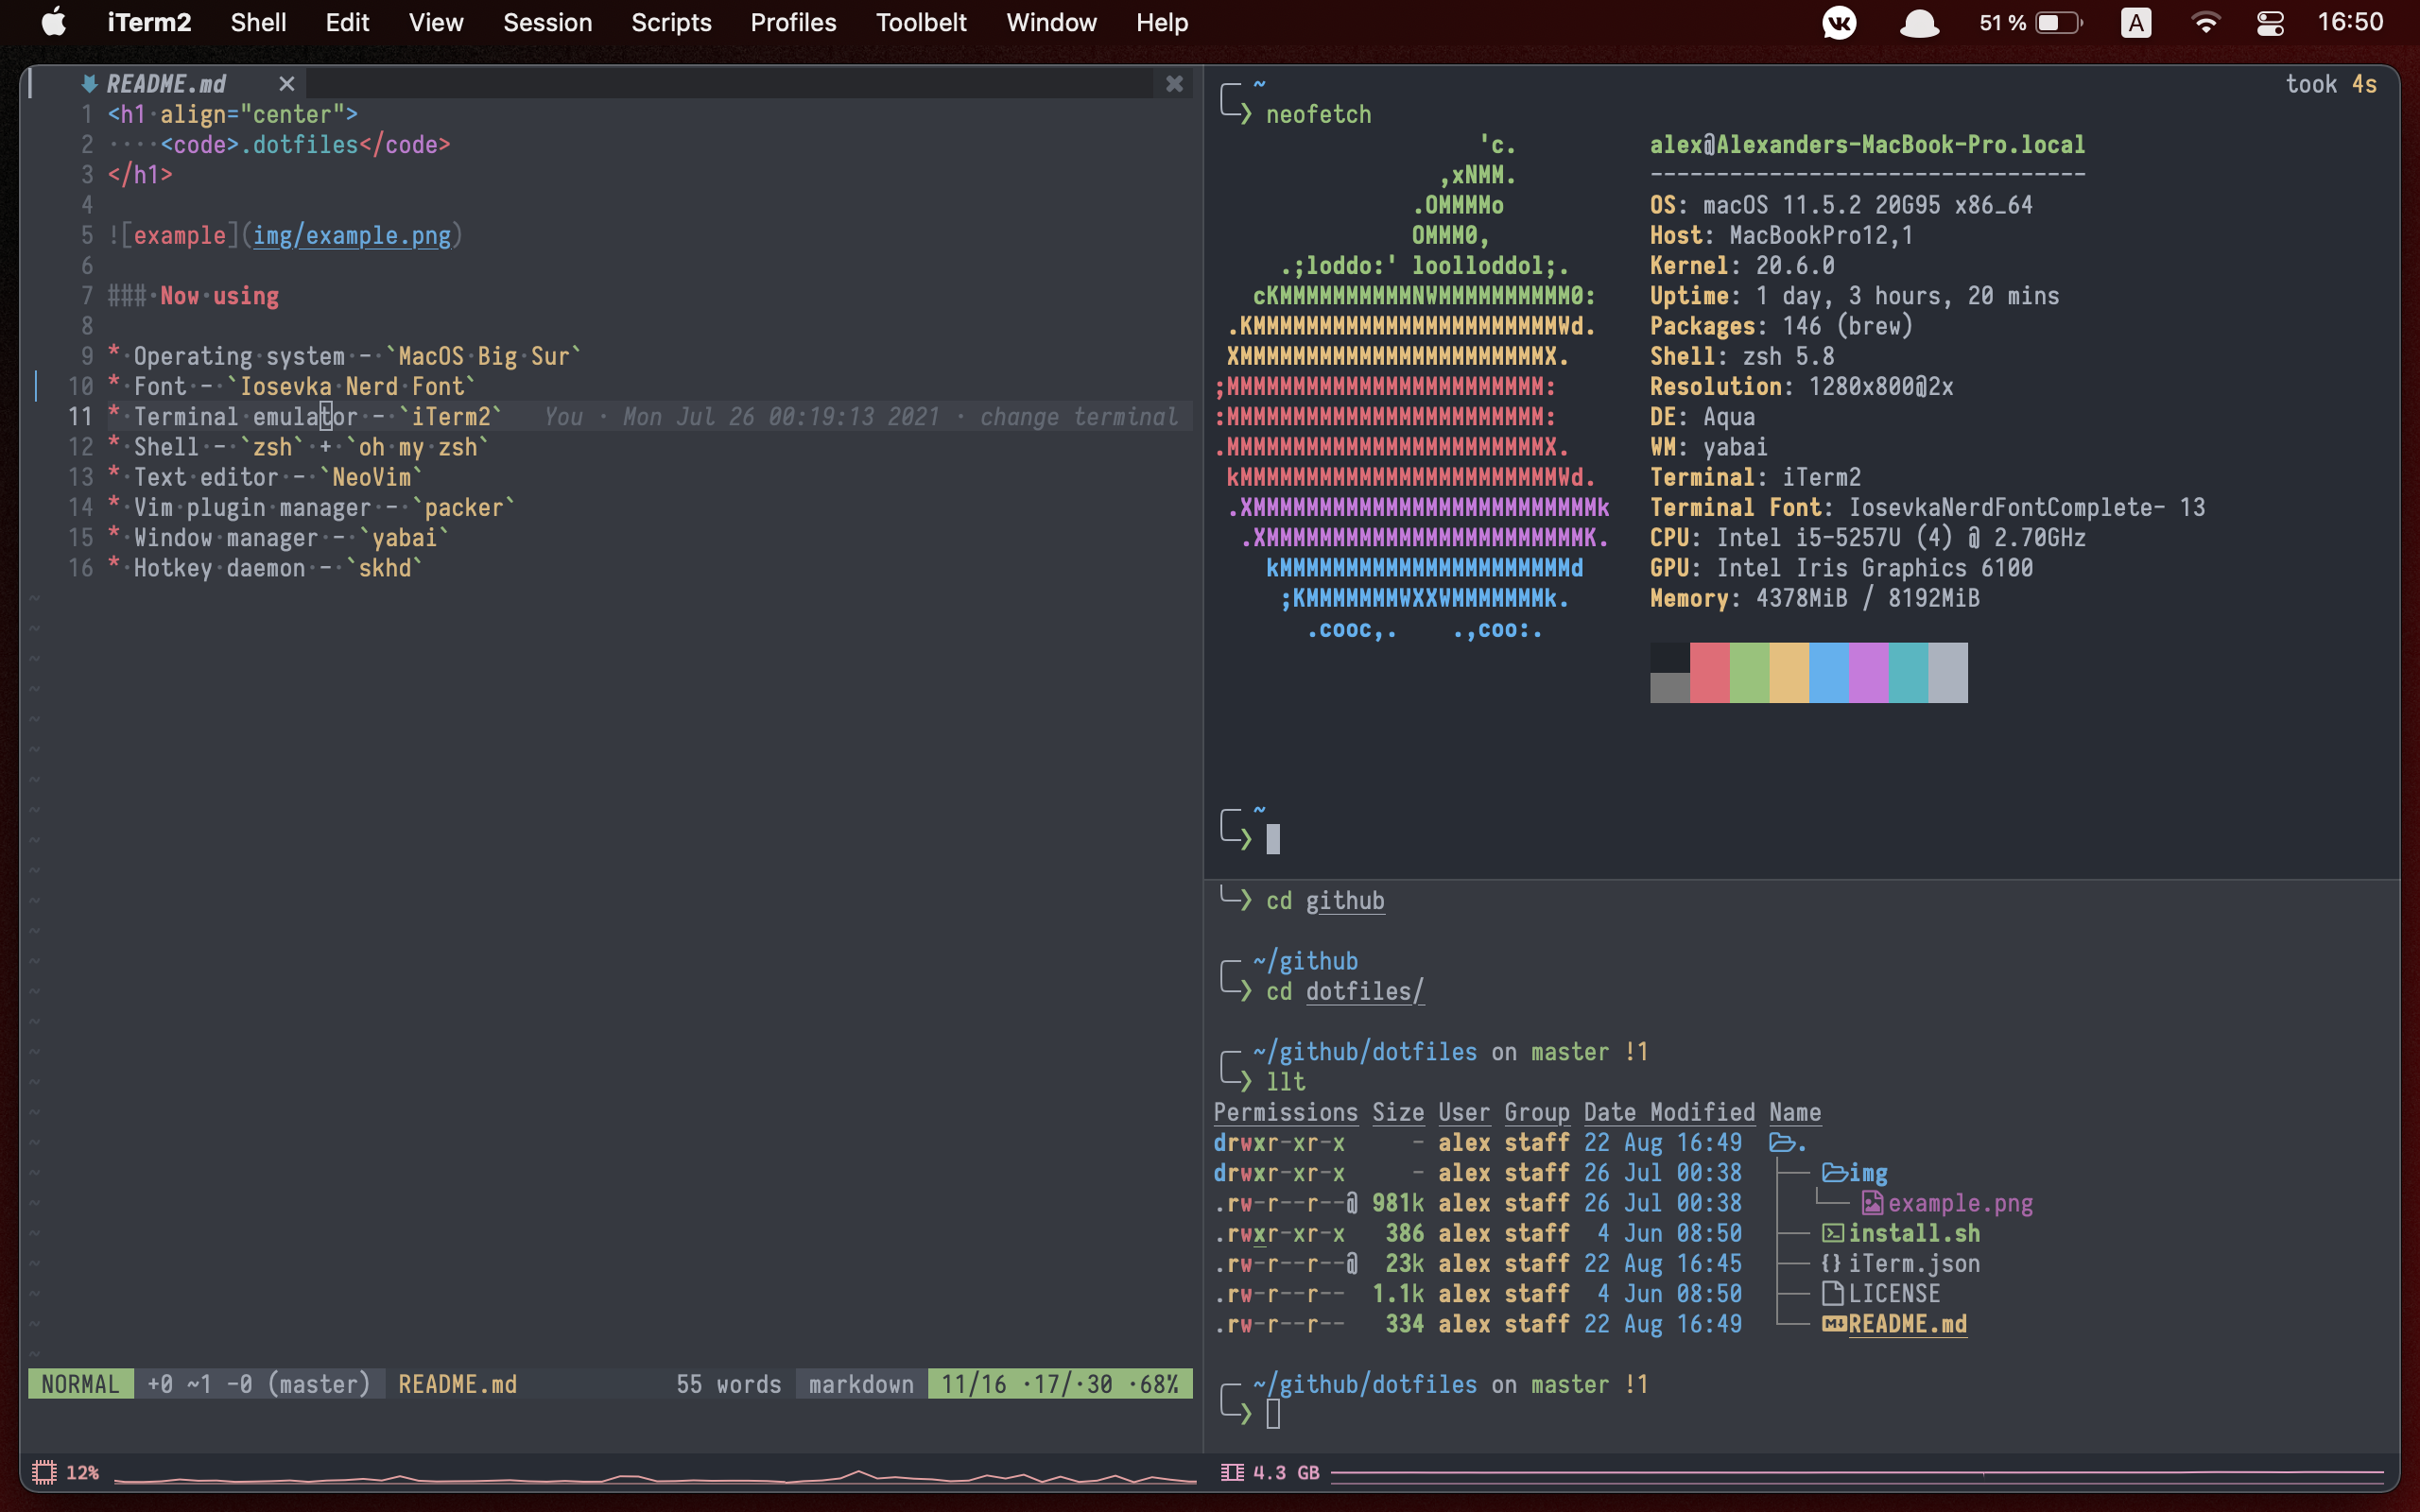 iTerm2 Shell Edit View Session Scripts Profiles Toolbelt Window Help 51 % A 16:50
README.md ✕ ✖
1 <h1·align="center">
2 ····<code>.dotfiles</code>
3 </h1>
4
5 ![example](img/example.png)
6
7 ###·Now·using
8
9 *·Operating·system·-·`MacOS·Big·Sur`
10 *·Font·-·`Iosevka·Nerd·Font`
11 *·Terminal·emulator·-·`iTerm2` You · Mon Jul 26 00:19:13 2021 · change terminal
12 *·Shell·-·`zsh`·+·`oh·my·zsh`
13 *·Text·editor·-·`NeoVim`
14 *·Vim·plugin·manager·-·`packer`
15 *·Window·manager·-·`yabai`
16 *·Hotkey·daemon·-·`skhd`
NORMAL +0 ~1 -0 (master) README.md 55 words markdown 11/16 ·17/·30 ·68%
~ took 4s
❯ neofetch
'c.
,xNMM.
.OMMMMo
OMMM0,
.;loddo:' loolloddol;.
cKMMMMMMMMMMNWMMMMMMMMMM0:
.KMMMMMMMMMMMMMMMMMMMMMMMWd.
XMMMMMMMMMMMMMMMMMMMMMMMX.
;MMMMMMMMMMMMMMMMMMMMMMMM:
:MMMMMMMMMMMMMMMMMMMMMMMM:
.MMMMMMMMMMMMMMMMMMMMMMMMX.
kMMMMMMMMMMMMMMMMMMMMMMMMWd.
.XMMMMMMMMMMMMMMMMMMMMMMMMMMk
.XMMMMMMMMMMMMMMMMMMMMMMMMK.
kMMMMMMMMMMMMMMMMMMMMMMd
;KMMMMMMMWXXWMMMMMMMk.
.cooc,. .,coo:.
alex@Alexanders-MacBook-Pro.local
---------------------------------
OS: macOS 11.5.2 20G95 x86_64
Host: MacBookPro12,1
Kernel: 20.6.0
Uptime: 1 day, 3 hours, 20 mins
Packages: 146 (brew)
Shell: zsh 5.8
Resolution: 1280x800@2x
DE: Aqua
WM: yabai
Terminal: iTerm2
Terminal Font: IosevkaNerdFontComplete- 13
CPU: Intel i5-5257U (4) @ 2.70GHz
GPU: Intel Iris Graphics 6100
Memory: 4378MiB / 8192MiB
~
❯
❯ cd github
~/github
❯ cd dotfiles/
~/github/dotfiles on master !1
❯ llt
Permissions Size User Group Date Modified Name
drwxr-xr-x - alex staff 22 Aug 16:49 .
drwxr-xr-x - alex staff 26 Jul 00:38 ├── img
.rw-r--r--@ 981k alex staff 26 Jul 00:38 │ └── example.png
.rwxr-xr-x 386 alex staff 4 Jun 08:50 ├── install.sh
.rw-r--r--@ 23k alex staff 22 Aug 16:45 ├── {} iTerm.json
.rw-r--r-- 1.1k alex staff 4 Jun 08:50 ├── LICENSE
.rw-r--r-- 334 alex staff 22 Aug 16:49 └── README.md
~/github/dotfiles on master !1
❯
12% 4.3 GB